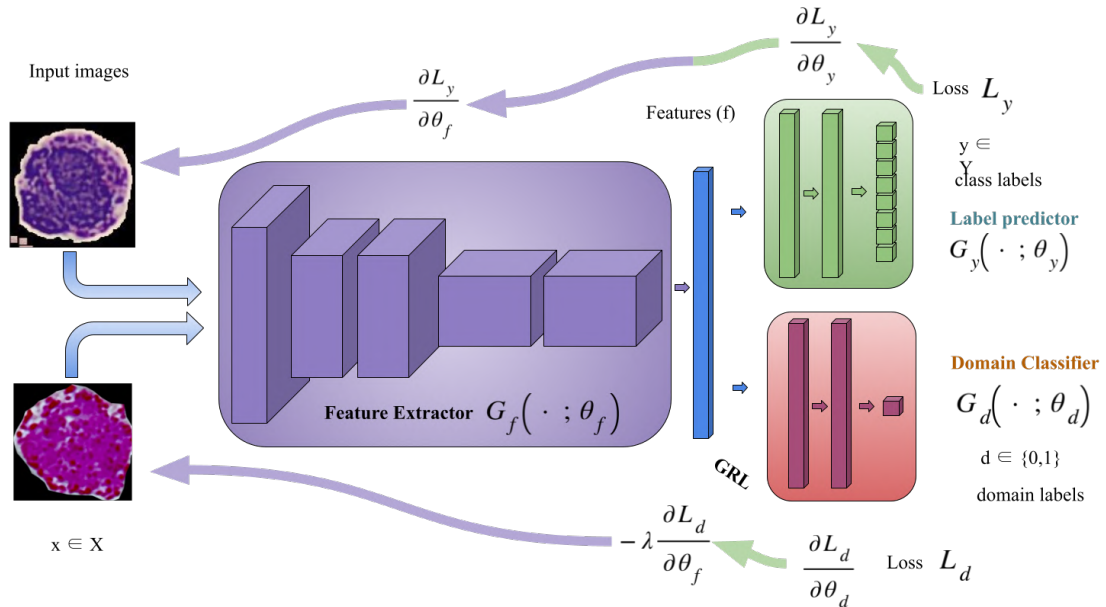 Input images
∂L_y
∂θ_y
Loss L_y
∂L_y
∂θ_f
Features (f)
y ∈
Y
class labels
Label predictor
G_y( · ; θ_y)
Feature Extractor G_f( · ; θ_f)
Domain Classifier
G_d( · ; θ_d)
d ∈ {0,1}
domain labels
GRL
x ∈ X
− λ ∂L_d
∂θ_f
∂L_d
∂θ_d
Loss L_d